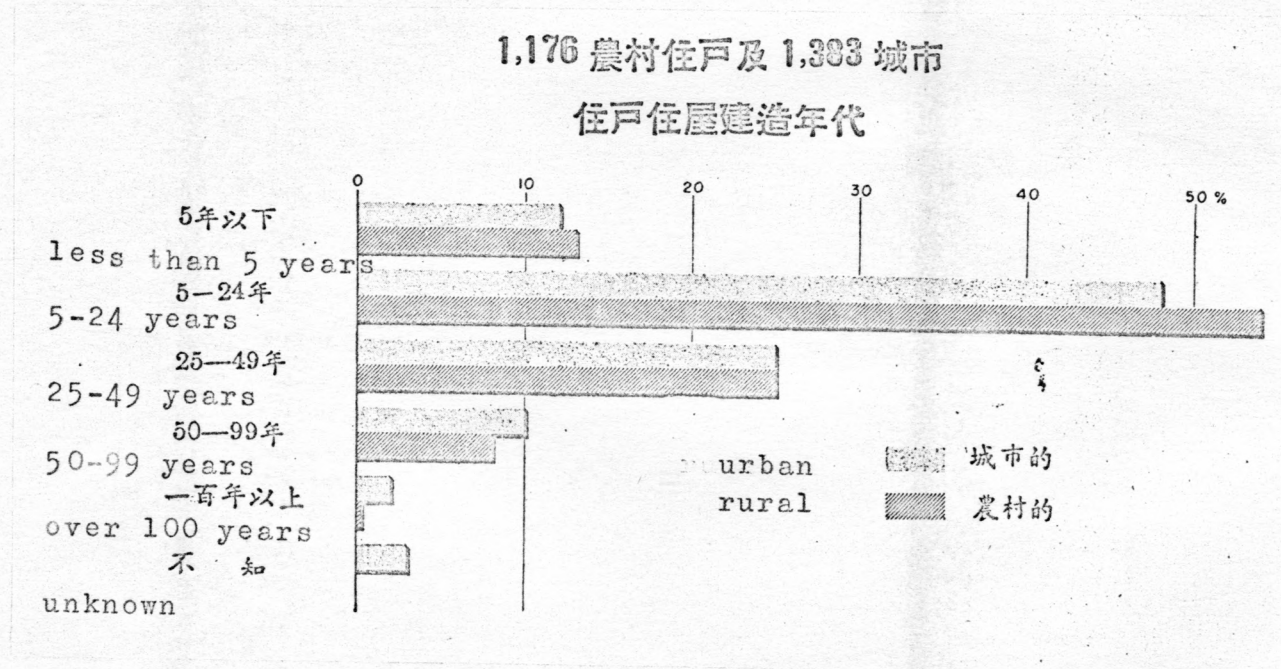 1,176 農村住戸及 1,383 城市
住戸住屋建造年代
0 10 20 30 40 50 %
5年以下
less than 5 years
5—24年
5-24 years
25—49年
25-49 years
50—99年
50-99 years
一百年以上
over 100 years
不 知
unknown
urban 城市的
rural 農村的